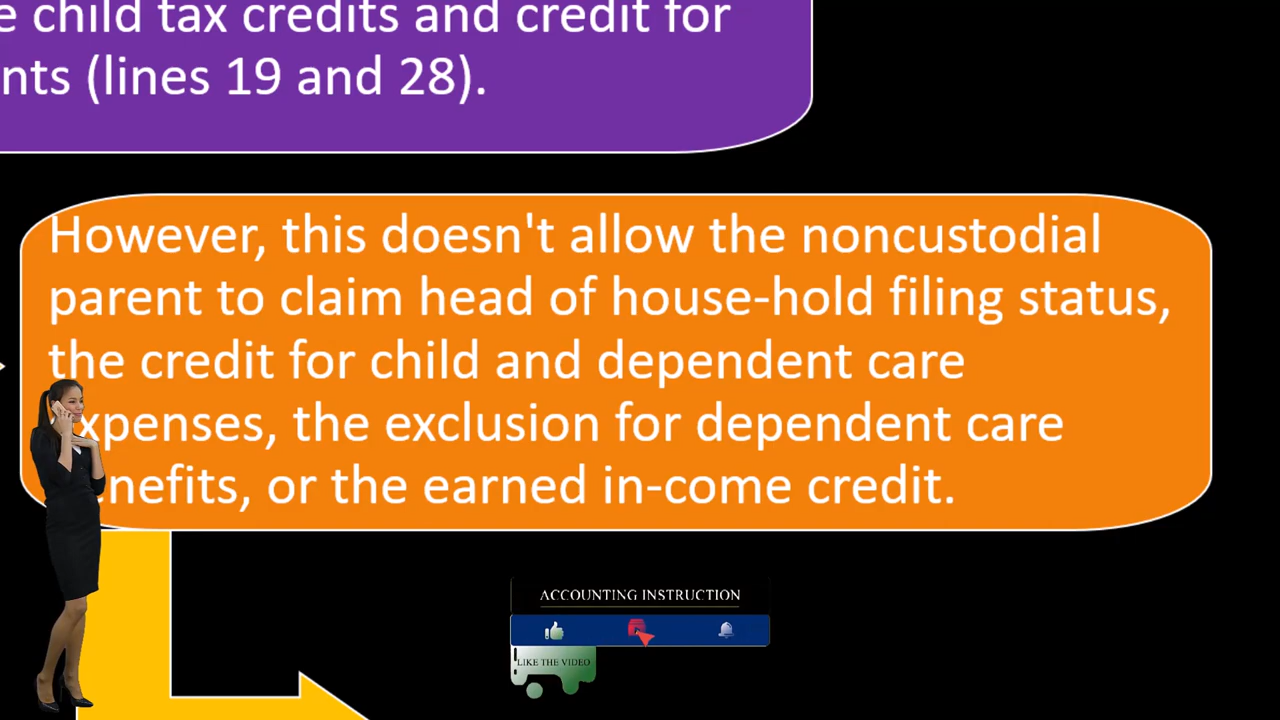 e child tax credits and credit for
nts (lines 19 and 28).
However, this doesn't allow the noncustodial
parent to claim head of house-hold filing status,
the credit for child and dependent care
xpenses, the exclusion for dependent care
nefits, or the earned in-come credit.
ACCOUNTING INSTRUCTION
LIKE THE VIDEO